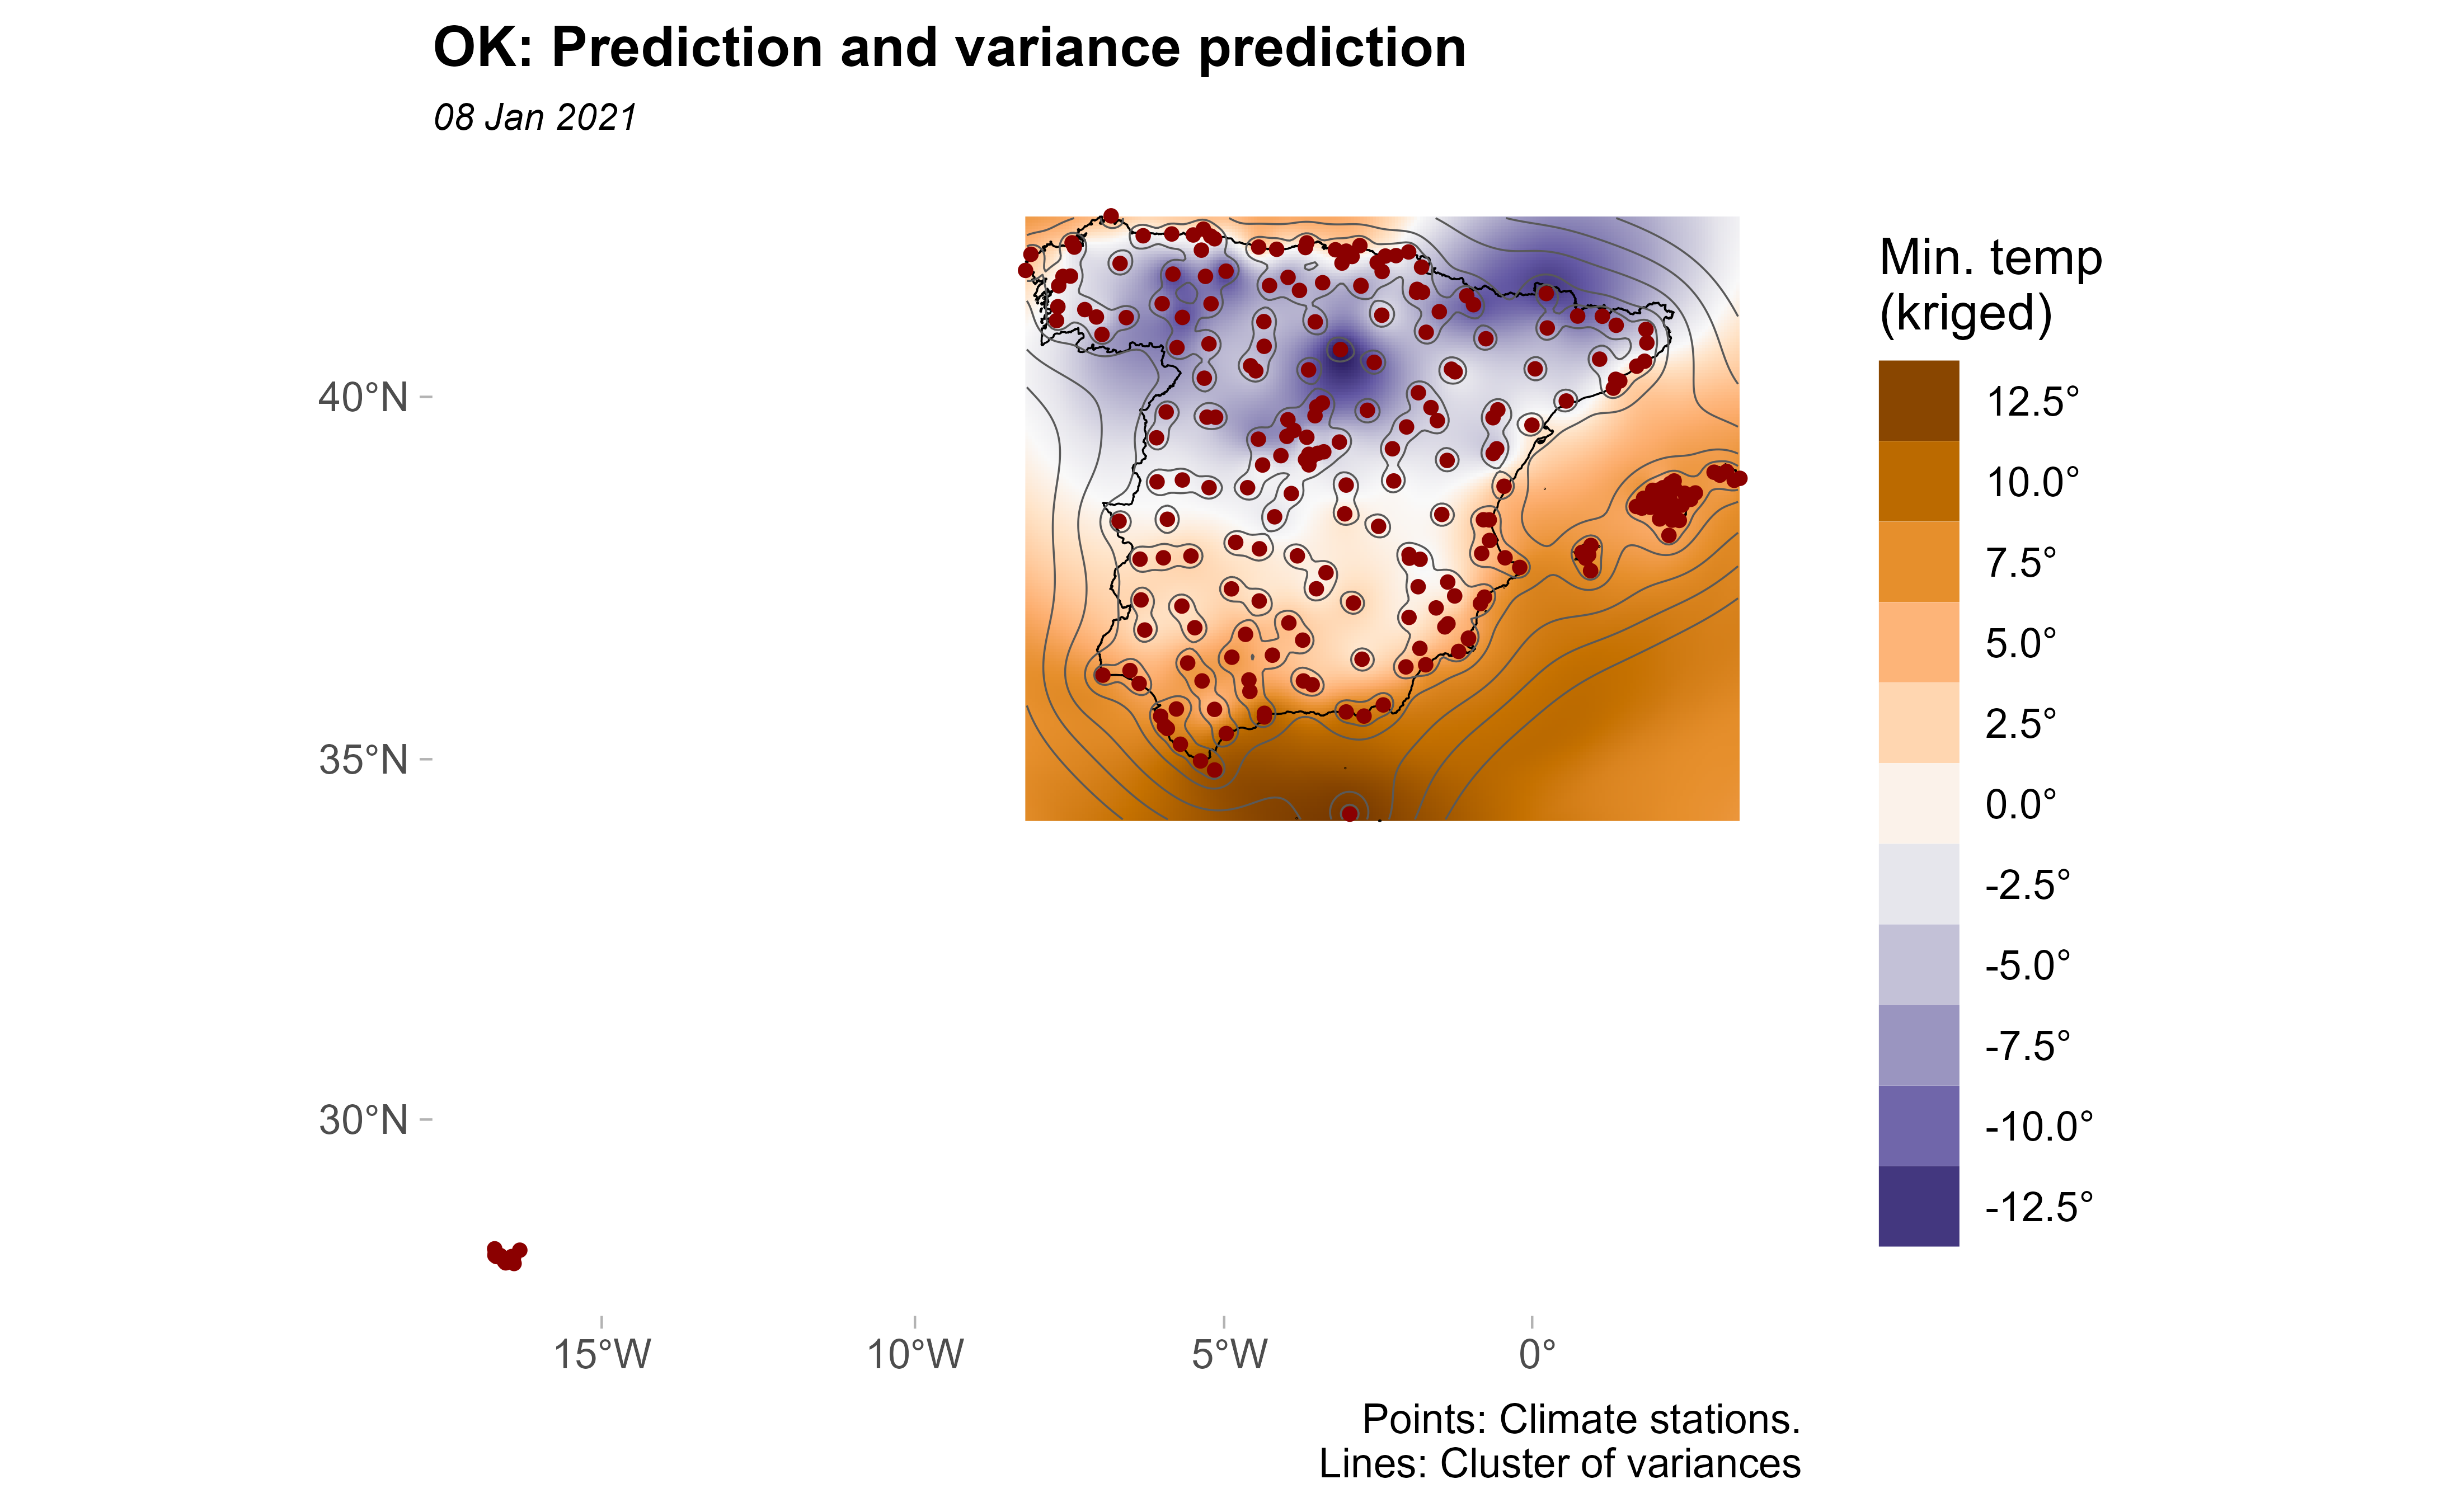 OK: Prediction and variance prediction
08 Jan 2021
Min. temp
(kriged)
12.5°
10.0°
7.5°
5.0°
2.5°
0.0°
-2.5°
-5.0°
-7.5°
-10.0°
-12.5°
40°N
35°N
30°N
15°W
10°W
5°W
0°
Points: Climate stations.
Lines: Cluster of variances